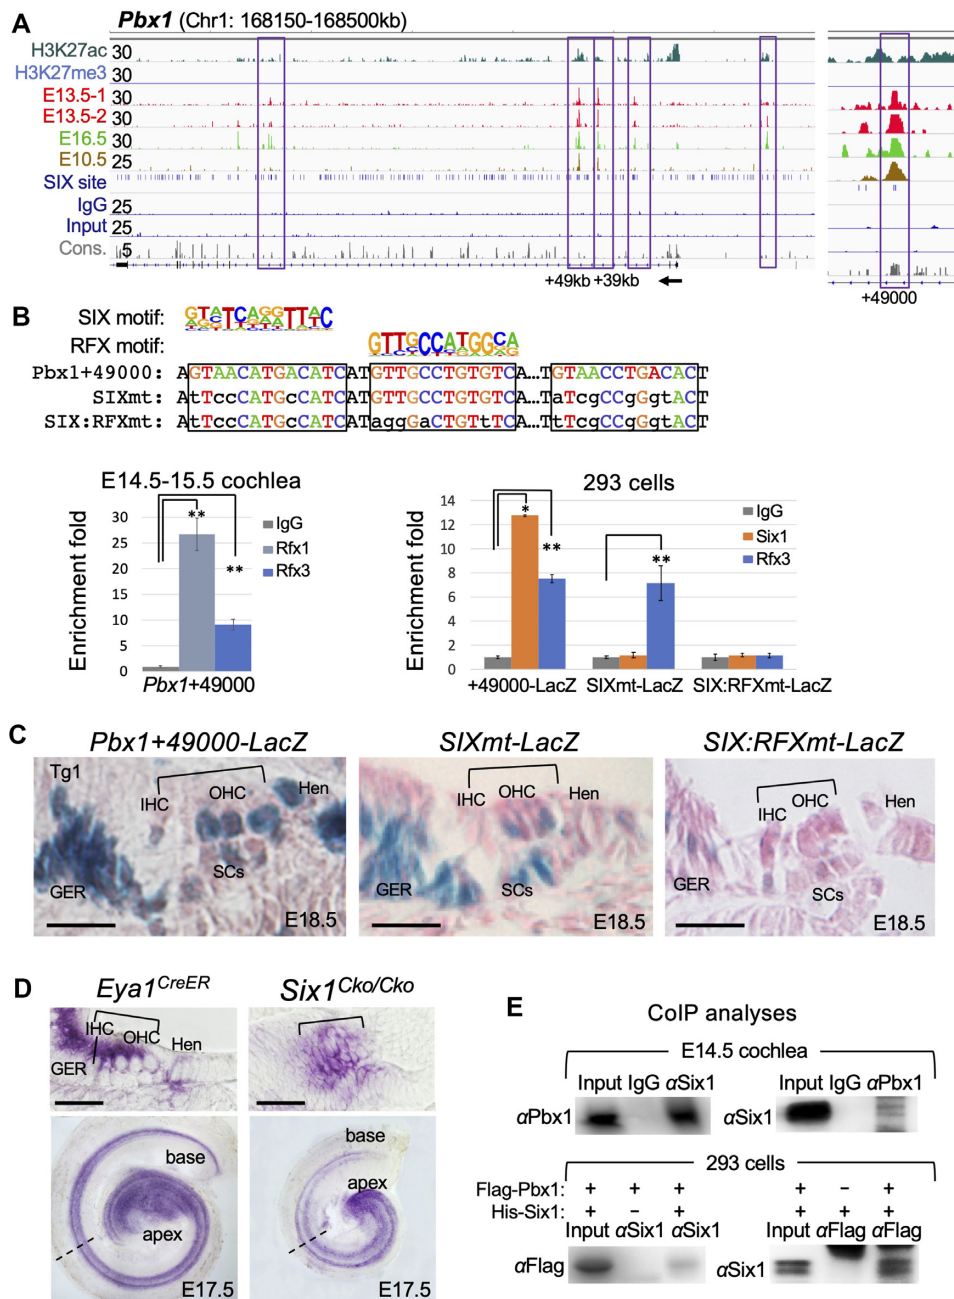 A
Pbx1 (Chr1: 168150-168500kb)
H3K27ac 30
H3K27me3 30
E13.5-1 30
E13.5-2 30
E16.5 30
E10.5 25
SIX site
IgG 25
Input 25
Cons. 5
+49kb +39kb
+49000
B
SIX motif:
RFX motif: GTTGCCATGGCA
Pbx1+49000: AGTAACATGACATCATGTTGCCTGTGTCA...TGTAACCTGACACT
SIXmt: AtTccCATGcCATCATGTTGCCTGTGTCA...TaTcgCCgGgtACT
SIX:RFXmt: AtTccCATGcCATCATagggGaCTGTtTCA...TtTcgCCgGgtACT
E14.5-15.5 cochlea
Enrichment fold
30
25
20
15
10
5
0
**
**
IgG
Rfx1
Rfx3
Pbx1+49000
293 cells
Enrichment fold
14
12
10
8
6
4
2
0
*
**
**
IgG
Six1
Rfx3
+49000-LacZ SIXmt-LacZ SIX:RFXmt-LacZ
C
Pbx1+49000-LacZ SIXmt-LacZ SIX:RFXmt-LacZ
Tg1
IHC OHC Hen
GER SCs
E18.5
IHC OHC Hen
GER SCs
E18.5
IHC OHC Hen
GER SCs
E18.5
D
Eya1CreER Six1Cko/Cko
IHC OHC Hen
GER
base
apex
E17.5
base
apex
E17.5
E
CoIP analyses
E14.5 cochlea
Input IgG αSix1
αPbx1
Input IgG αPbx1
αSix1
293 cells
Flag-Pbx1: + + + + − +
His-Six1: + − + + + +
Input αSix1 αSix1
αFlag
Input αFlag αFlag
αSix1